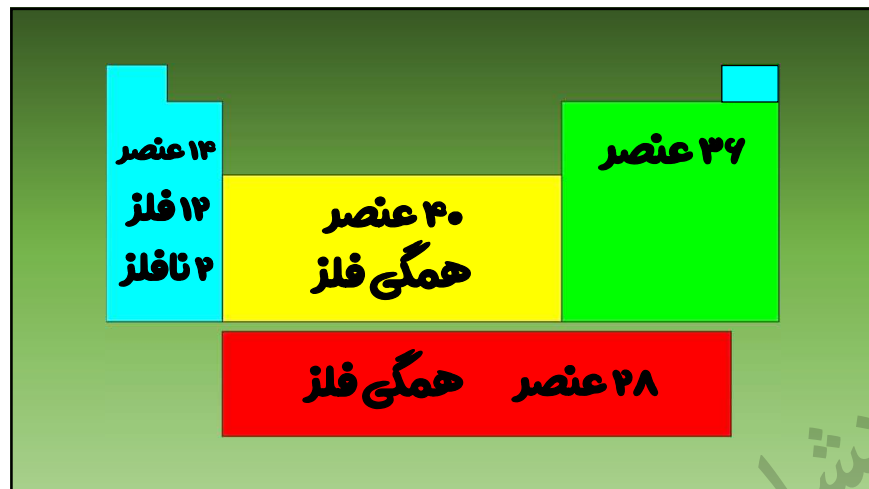 ۱۴ عنصر
۱۲ فلز
۲ نافلز
۴۰ عنصر
همگی فلز
۳۶ عنصر
۲۸ عنصر همگی فلز